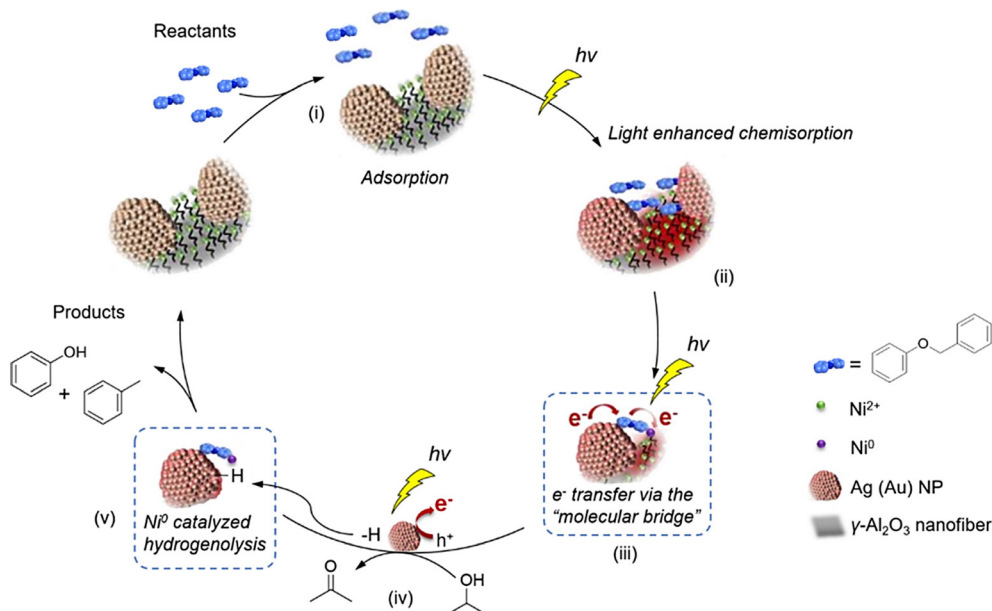 Reactants
hv
(i)
Light enhanced chemisorption
Adsorption
(ii)
Products
OH
+
hv
O
= 
Ni²⁺
Ni⁰
e⁻
e⁻
hv
Ag (Au) NP
H
e⁻
e⁻ transfer via the
"molecular bridge"
γ-Al₂O₃ nanofiber
(v)
Ni⁰ catalyzed
hydrogenolysis
-H
h⁺
(iii)
O
OH
(iv)